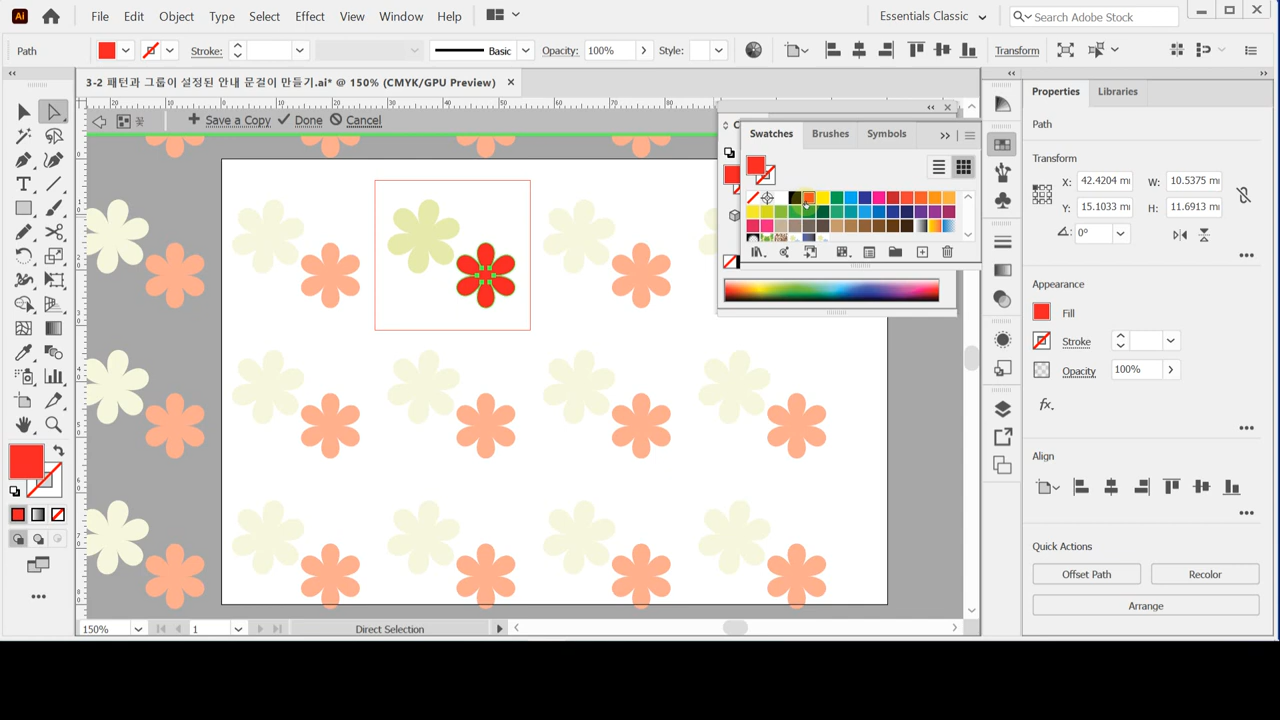 Ai File Edit Object Type Select Effect View Window Help Essentials Classic Search Adobe Stock
Path Stroke: Basic Opacity: 100% Style: Transform
3-2 패턴과 그룹이 설정된 안내 문걸이 만들기.ai* @ 150% (CMYK/GPU Preview)
Properties Libraries
Save a Copy Done Cancel
Path
Swatches Brushes Symbols
Transform
X: 42.4204 m W: 10.5375 m
Y: 15.1033 m H: 11.6913 m
0°
Appearance
Fill
Stroke
Opacity 100%
fx
Align
Quick Actions
Offset Path Recolor
Arrange
150% 1 Direct Selection